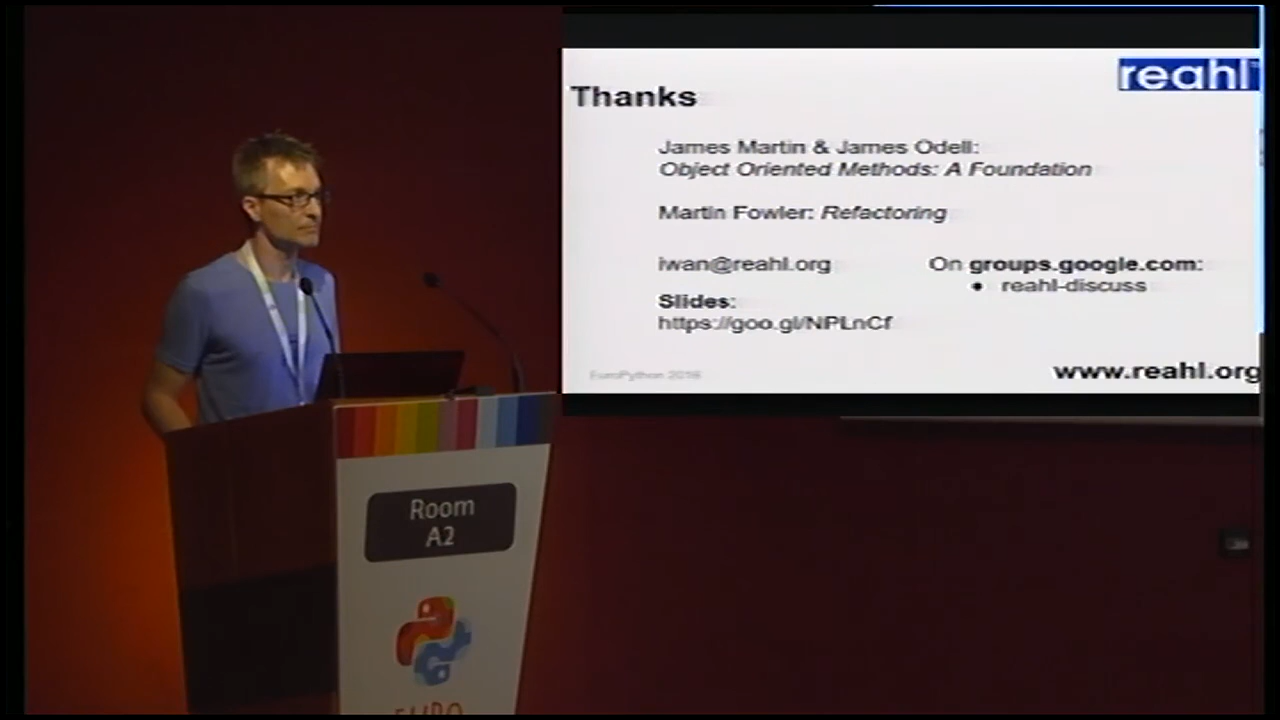 reahl
Thanks
James Martin & James Odell:
Object Oriented Methods: A Foundation
Martin Fowler: Refactoring
iwan@reahl.org
On groups.google.com:
• reahl-discuss
Slides:
https://goo.gl/NPLnCf
EuroPython 2016
www.reahl.org
Room
A2
EURO